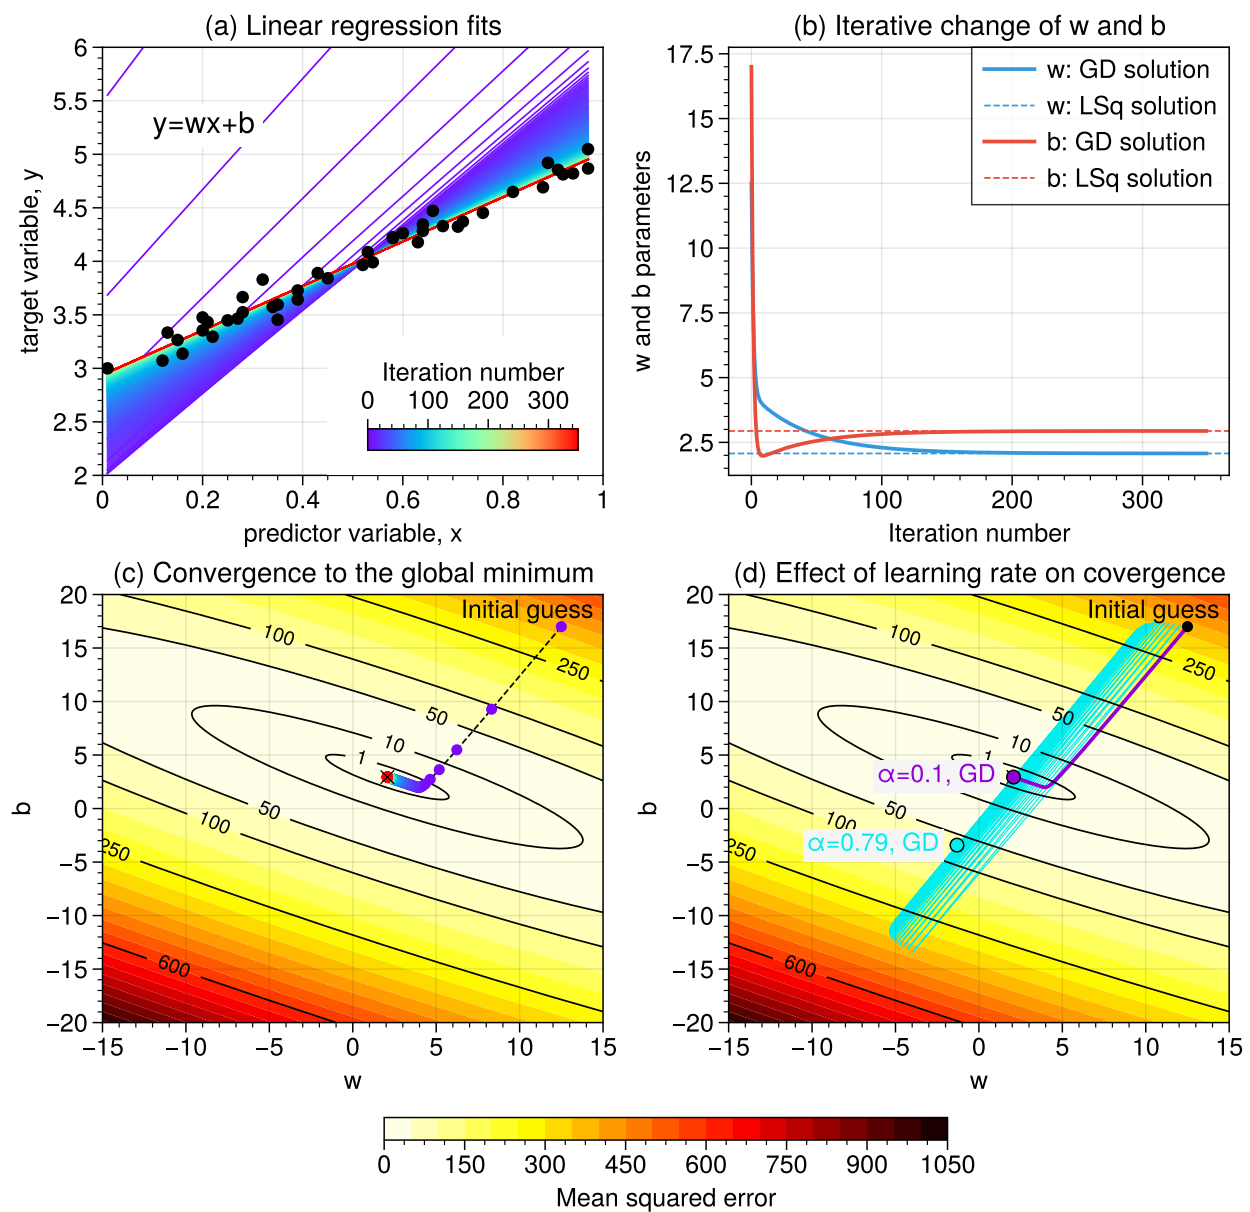 (a) Linear regression fits
6
5.5
5
4.5
4
3.5
3
2.5
2
target variable, y
y=wx+b
Iteration number
0 100 200 300
0 0.2 0.4 0.6 0.8 1
predictor variable, x
(b) Iterative change of w and b
17.5
15
12.5
10
7.5
5
2.5
w and b parameters
w: GD solution
w: LSq solution
b: GD solution
b: LSq solution
0 100 200 300
Iteration number
(c) Convergence to the global minimum
20
15
10
5
0
−5
−10
−15
−20
b
Initial guess
100
250
50
10
1
50
100
250
600
−15 −10 −5 0 5 10 15
w
(d) Effect of learning rate on covergence
20
15
10
5
0
−5
−10
−15
−20
b
Initial guess
100
250
50
10
1
α=0.1, GD
100
α=0.79, GD
250
600
−15 −10 −5 0 5 10 15
w
0 150 300 450 600 750 900 1050
Mean squared error